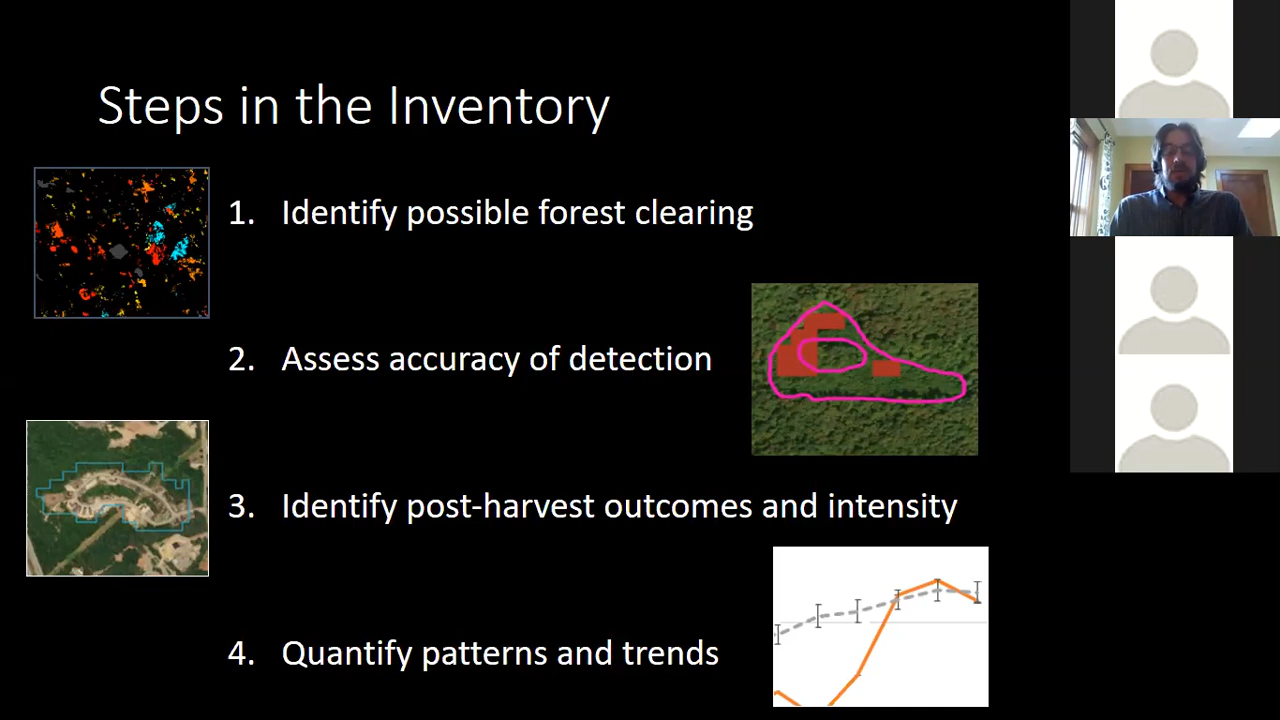 Steps in the Inventory
1. Identify possible forest clearing
2. Assess accuracy of detection
3. Identify post-harvest outcomes and intensity
4. Quantify patterns and trends